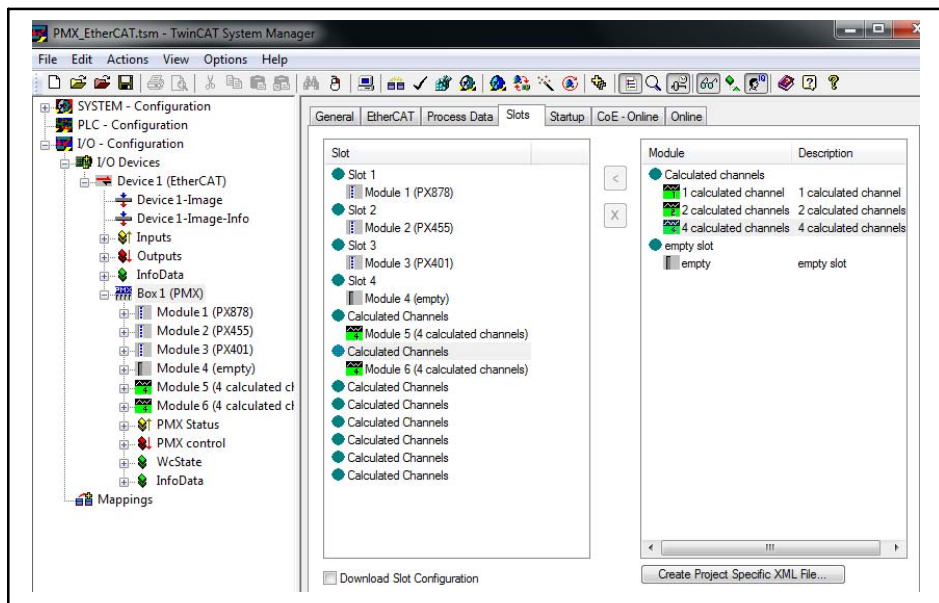 PMX_EtherCAT.tsm - TwinCAT System Manager
File Edit Actions View Options Help
SYSTEM - Configuration
PLC - Configuration
I/O - Configuration
I/O Devices
Device 1 (EtherCAT)
Device 1-Image
Device 1-Image-Info
Inputs
Outputs
InfoData
Box 1 (PMX)
Module 1 (PX878)
Module 2 (PX455)
Module 3 (PX401)
Module 4 (empty)
Module 5 (4 calculated cl
Module 6 (4 calculated cl
PMX Status
PMX control
WcState
InfoData
Mappings
General EtherCAT Process Data Slots Startup CoE - Online Online
Slot
Slot 1
Module 1 (PX878)
Slot 2
Module 2 (PX455)
Slot 3
Module 3 (PX401)
Slot 4
Module 4 (empty)
Calculated Channels
Module 5 (4 calculated channels)
Calculated Channels
Module 6 (4 calculated channels)
Calculated Channels
Calculated Channels
Calculated Channels
Calculated Channels
Calculated Channels
Calculated Channels
<
X
Module Description
Calculated channels
1 calculated channel 1 calculated channel
2 calculated channels 2 calculated channels
4 calculated channels 4 calculated channels
empty slot
empty empty slot
Download Slot Configuration
Create Project Specific XML File...